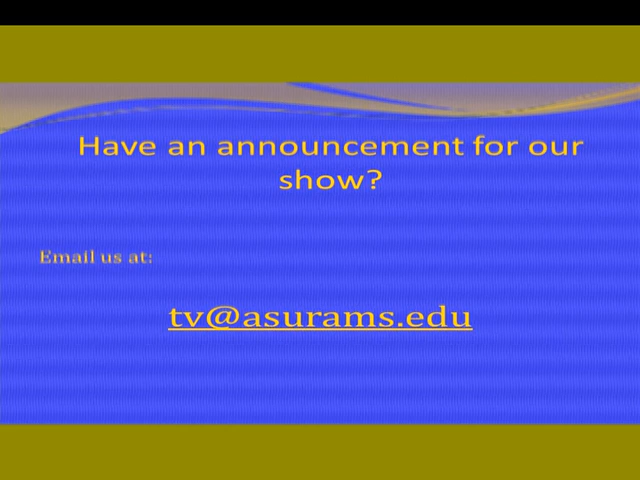 Have an announcement for our
show?
Email us at:
tv@asurams.edu